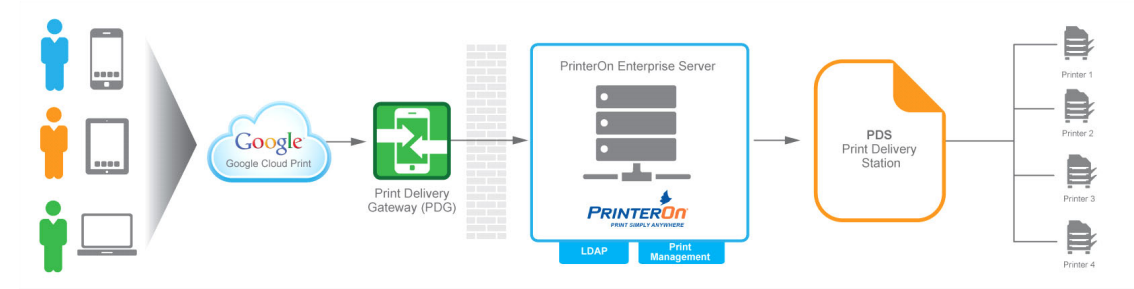 Google
Google Cloud Print
Print Delivery
Gateway (PDG)
PrinterOn Enterprise Server
PRINTERON
PRINT SIMPLY ANYWHERE
LDAP
Print
Management
PDS
Print Delivery
Station
Printer 1
Printer 2
Printer 3
Printer 4